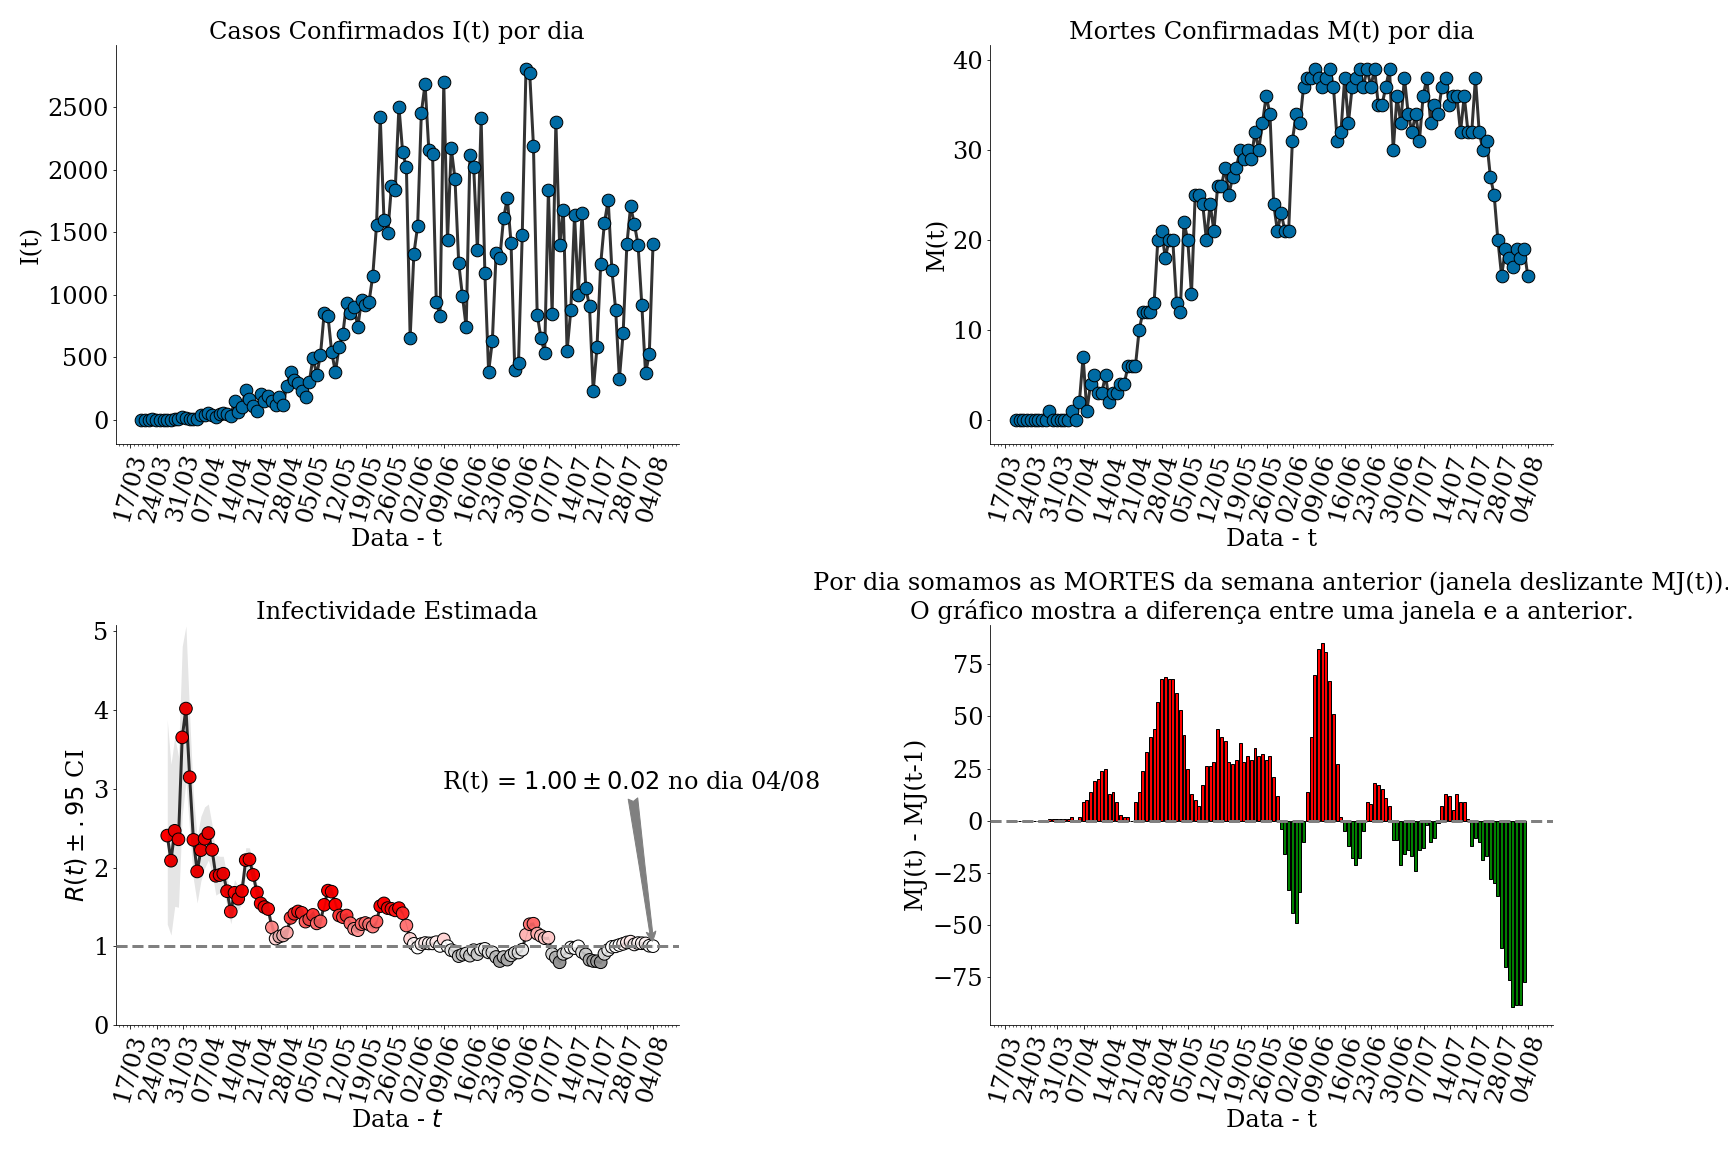 Casos Confirmados I(t) por dia
I(t)
2500
2000
1500
1000
500
0
17/03 24/03 31/03 07/04 14/04 21/04 28/04 05/05 12/05 19/05 26/05 02/06 09/06 16/06 23/06 30/06 07/07 14/07 21/07 28/07 04/08
Data - t
Mortes Confirmadas M(t) por dia
M(t)
40
30
20
10
0
17/03 24/03 31/03 07/04 14/04 21/04 28/04 05/05 12/05 19/05 26/05 02/06 09/06 16/06 23/06 30/06 07/07 14/07 21/07 28/07 04/08
Data - t
Infectividade Estimada
R(t) ± .95 CI
5
4
3
2
1
0
R(t) = 1.00 ± 0.02 no dia 04/08
17/03 24/03 31/03 07/04 14/04 21/04 28/04 05/05 12/05 19/05 26/05 02/06 09/06 16/06 23/06 30/06 07/07 14/07 21/07 28/07 04/08
Data - t
Por dia somamos as MORTES da semana anterior (janela deslizante MJ(t)).
O gráfico mostra a diferença entre uma janela e a anterior.
MJ(t) - MJ(t-1)
75
50
25
0
−25
−50
−75
17/03 24/03 31/03 07/04 14/04 21/04 28/04 05/05 12/05 19/05 26/05 02/06 09/06 16/06 23/06 30/06 07/07 14/07 21/07 28/07 04/08
Data - t